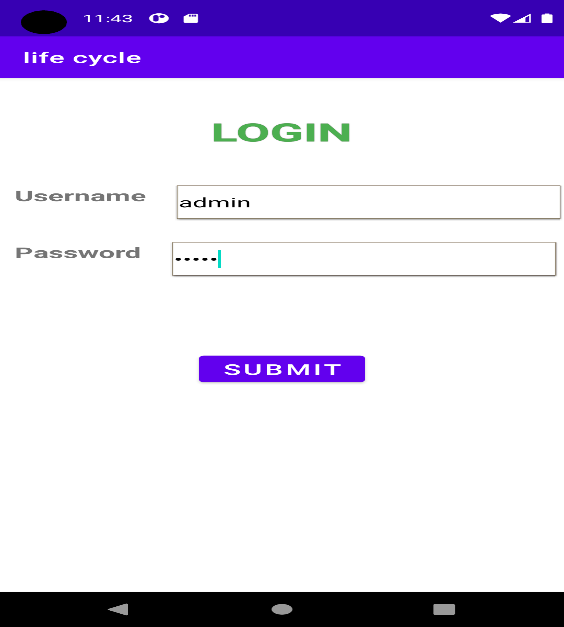 11:43
life cycle
LOGIN
Username
admin
Password
•••••
SUBMIT